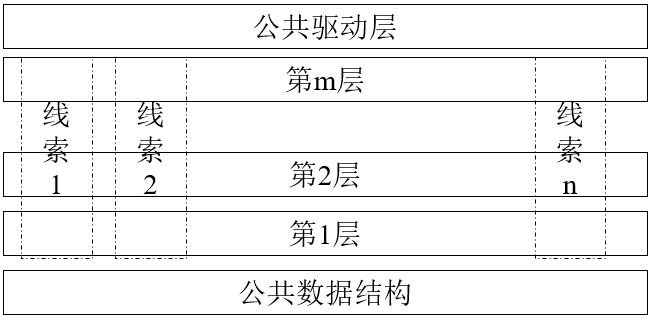 公共驱动层
第m层
线索1
线索2
线索n
第2层
第1层
公共数据结构